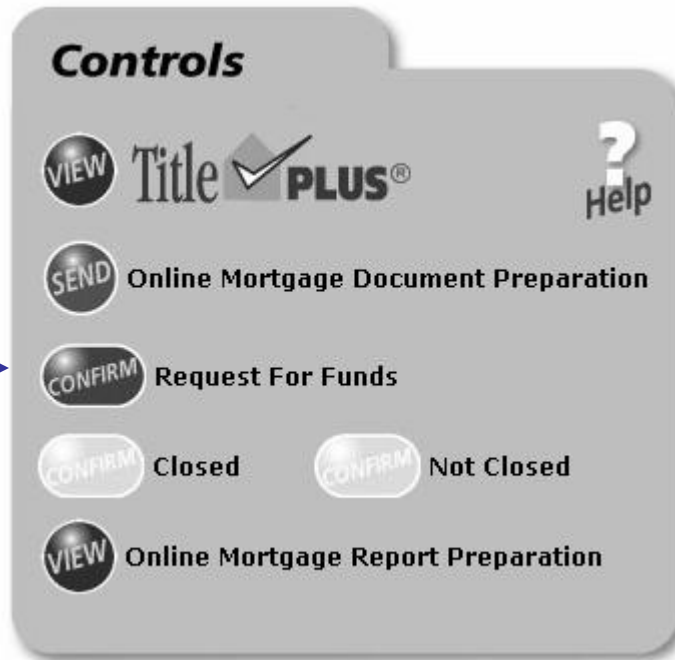 Controls
VIEW Title PLUS®
? Help
SEND Online Mortgage Document Preparation
CONFIRM Request For Funds
CONFIRM Closed CONFIRM Not Closed
VIEW Online Mortgage Report Preparation